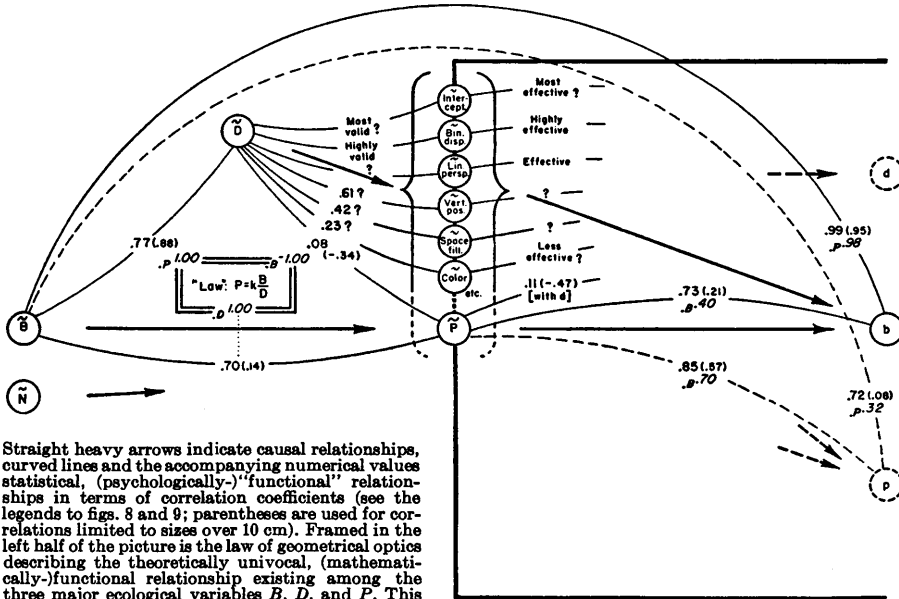 Most
effective ?
~
Inter-
cept.
~
D
Most
valid ?
~
Bin.
disp.
Highly
effective
Highly
valid
?
~
Lin.
persp.
Effective
d
.61?
~
Vert.
pos.
?
.42?
.23?
~
Space
fill.
?
.77(.88)
.08
(-.34)
~
Color
Less
effective ?
.99(.95)
.P.98
.P 1.00
.B-1.00
"Law": P=k B/D
etc.
.11(-.47)
[with d]
.73(.21)
.B.40
.D 1.00
~
B
~
P
b
.70(.14)
.85(.57)
.B.70
~
N
.72(.08)
.P.32
p
Straight heavy arrows indicate causal relationships,
curved lines and the accompanying numerical values
statistical, (psychologically-)"functional" relation-
ships in terms of correlation coefficients (see the
legends to figs. 8 and 9; parentheses are used for cor-
relations limited to sizes over 10 cm). Framed in the
left half of the picture is the law of geometrical optics
describing the theoretically univocal, (mathemati-
cally-)functional relationship existing among the
three major ecological variables B, D, and P. This